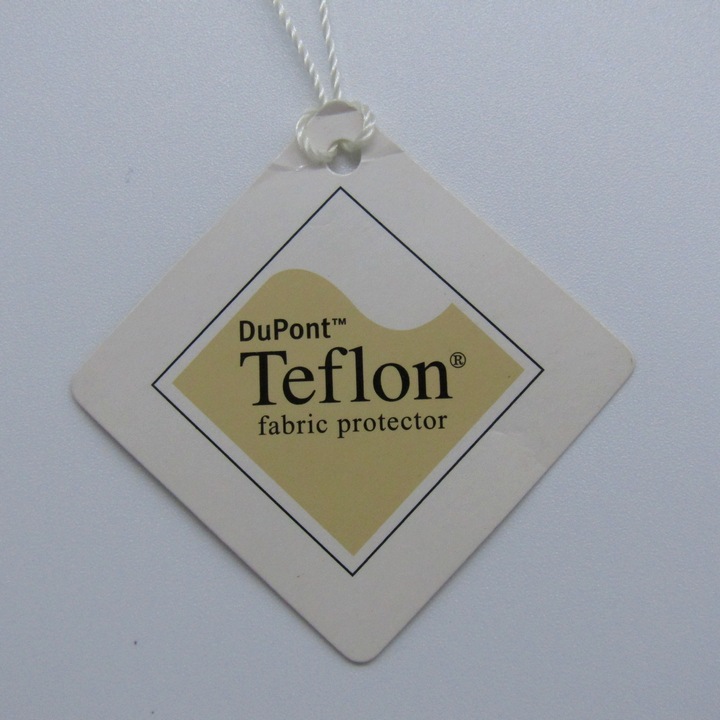 DuPont™
Teflon®
fabric protector